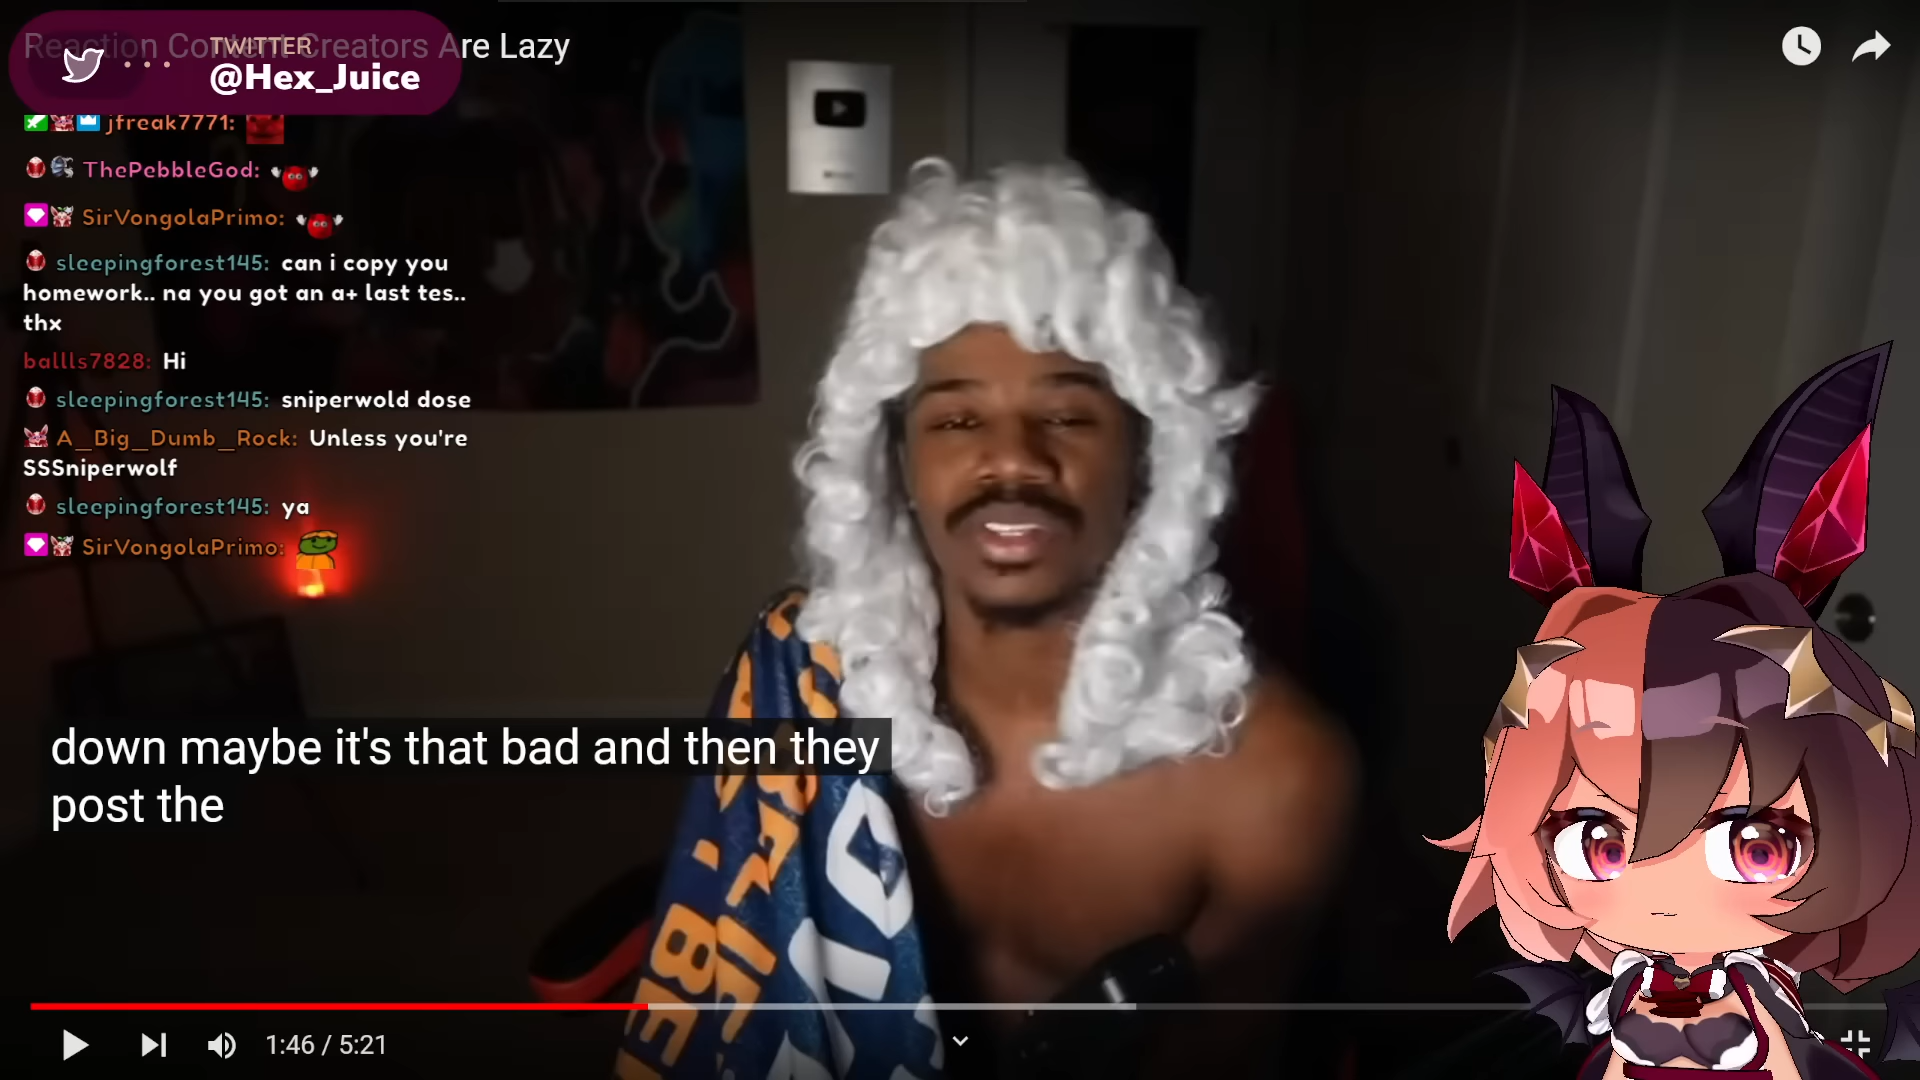 Reaction Content Creators Are Lazy
TWITTER
@Hex_Juice
jfreak7771:
ThePebbleGod:
SirVongolaPrimo:
sleepingforest145: can i copy you
homework.. na you got an a+ last tes..
thx
ballls7828: Hi
sleepingforest145: sniperwold dose
A__Big__Dumb__Rock: Unless you're
SSSniperwolf
sleepingforest145: ya
SirVongolaPrimo:
down maybe it's that bad and then they
post the
1:46 / 5:21